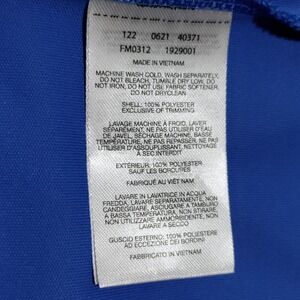 122 0621 40371
FM0312 1929001
MADE IN VIETNAM
MACHINE WASH COLD, WASH SEPARATELY,
DO NOT BLEACH, TUMBLE DRY LOW, DO
NOT IRON, DO NOT USE FABRIC SOFTENER,
DO NOT DRYCLEAN
SHELL: 100% POLYESTER
EXCLUSIVE OF TRIMMING
LAVAGE MACHINE À FROID, LAVER
SÉPAREMENT, NE PAS UTILISER D'EAU
DE JAVEL, SÉCHAGE MACHINE, BASSE
TEMPÉRATURE, NE PAS REPASSER, NE PAS
UTILISER D'ASSOUPLISSANT, NETTOYAGE
À SEC INTERDIT
EXTÉRIEUR: 100% POLYESTER
SAUF LES BORDURES
FABRIQUÉ AU VIÊT NAM
LAVARE IN LAVATRICE IN ACQUA
FREDDA, LAVARE SEPARATAMENTE, NON
CANDEGGIARE, ASCIUGARE A TAMBURO
A BASSA TEMPERATURA, NON STIRARE,
NON UTILIZZARE AMMORBIDENTE, NON
LAVARE A SECCO
GUSCIO ESTERNO: 100% POLIESTERE
AD ECCEZIONE DEI BORDINI
FABBRICATO IN VIETNAM